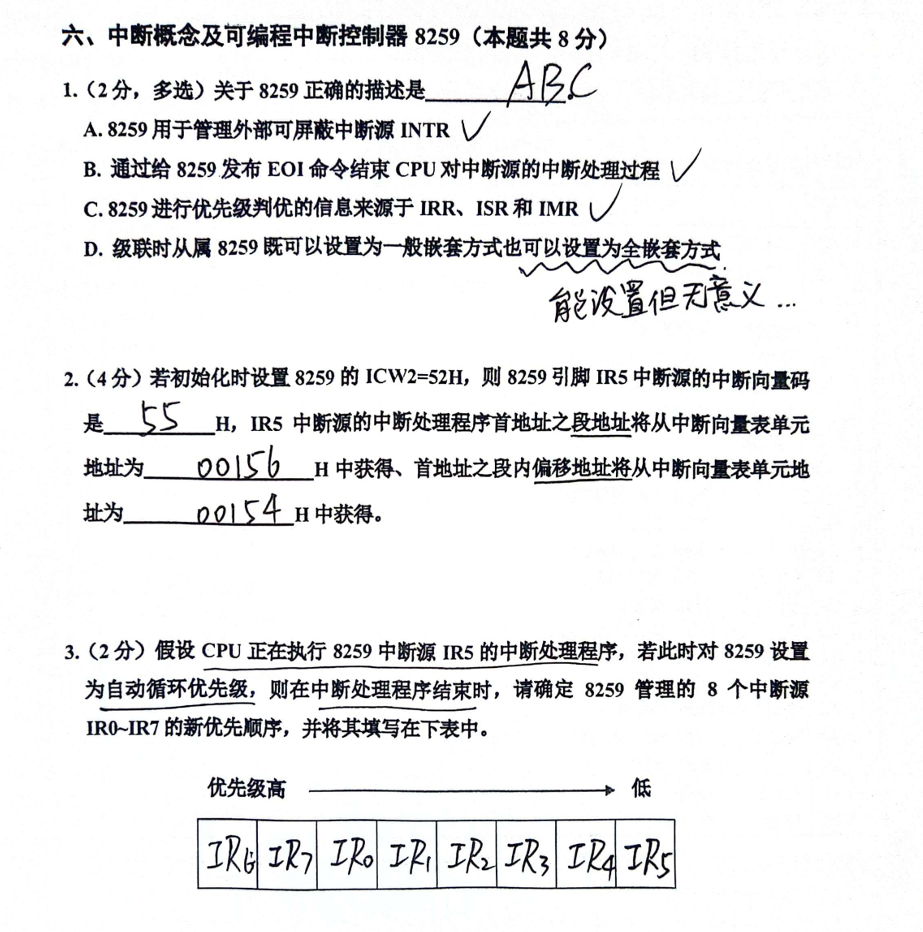 六、中断概念及可编程中断控制器 8259（本题共 8 分）
1.（2 分，多选）关于 8259 正确的描述是 ABC
A. 8259 用于管理外部可屏蔽中断源 INTR ✓
B. 通过给 8259 发布 EOI 命令结束 CPU 对中断源的中断处理过程 ✓
C. 8259 进行优先级判优的信息来源于 IRR、ISR 和 IMR ✓
D. 级联时从属 8259 既可以设置为一般嵌套方式也可以设置为全嵌套方式
能设置但无意义...
2.（4 分）若初始化时设置 8259 的 ICW2=52H，则 8259 引脚 IR5 中断源的中断向量码
是 55 H，IR5 中断源的中断处理程序首地址之段地址将从中断向量表单元
地址为 00156 H 中获得、首地址之段内偏移地址将从中断向量表单元地
址为 00154 H 中获得。
3.（2 分）假设 CPU 正在执行 8259 中断源 IR5 的中断处理程序，若此时对 8259 设置
为自动循环优先级，则在中断处理程序结束时，请确定 8259 管理的 8 个中断源
IR0~IR7 的新优先顺序，并将其填写在下表中。
优先级高 → 低
IR6 IR7 IR0 IR1 IR2 IR3 IR4 IR5